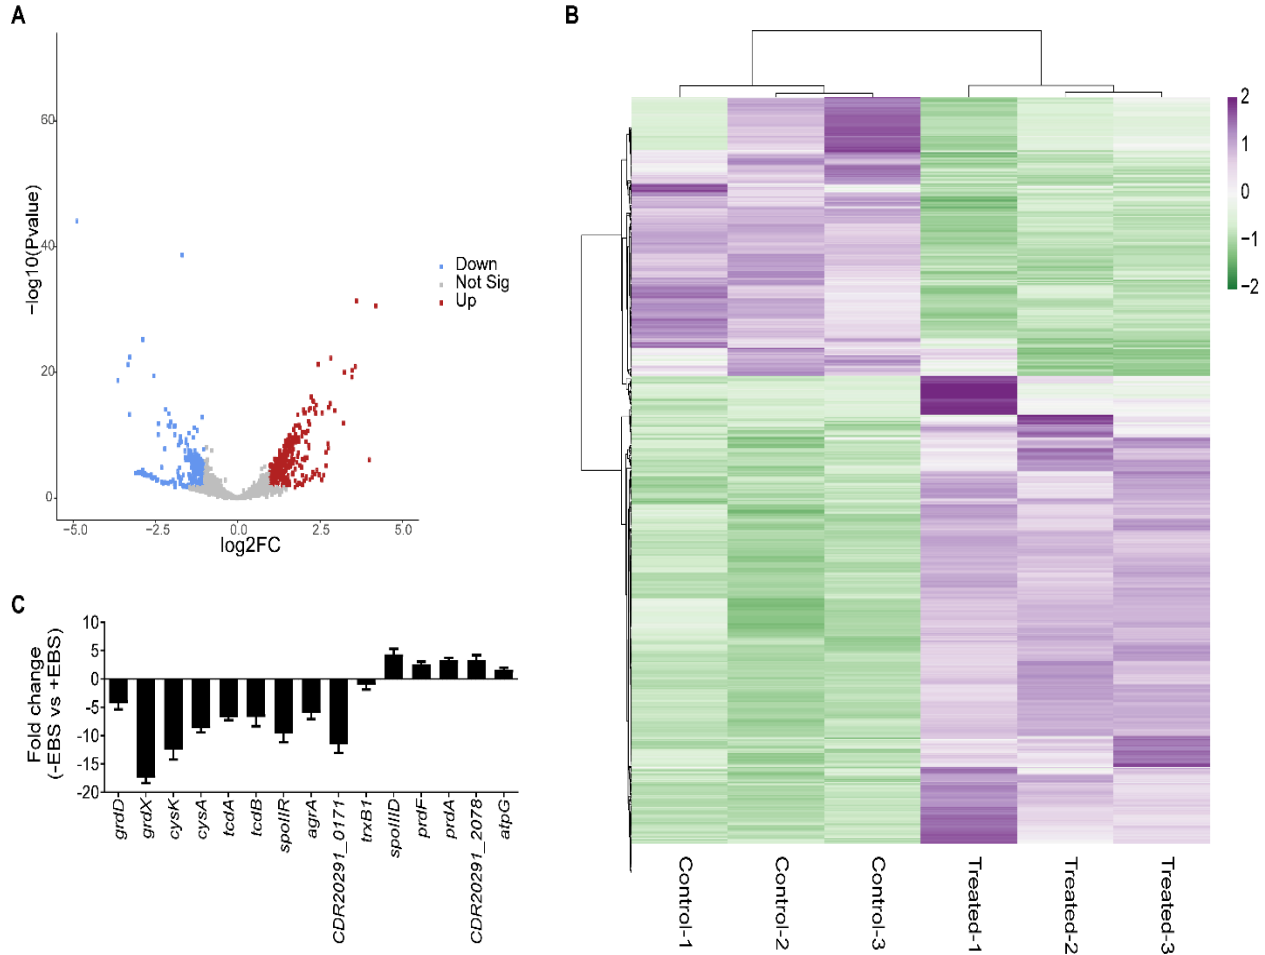 A
B
−log10(Pvalue)
60
40
20
0
−5.0
−2.5
0.0
2.5
5.0
log2FC
Down
Not Sig
Up
2
1
0
−1
−2
Control-1
Control-2
Control-3
Treated-1
Treated-2
Treated-3
C
Fold change
(-EBS vs +EBS)
10
5
0
-5
-10
-15
-20
grdD
grdX
cysK
cysA
tcdA
tcdB
spoIIR
agrA
CDR20291_0171
trxB1
spoIIID
prdF
prdA
CDR20291_2078
atpG